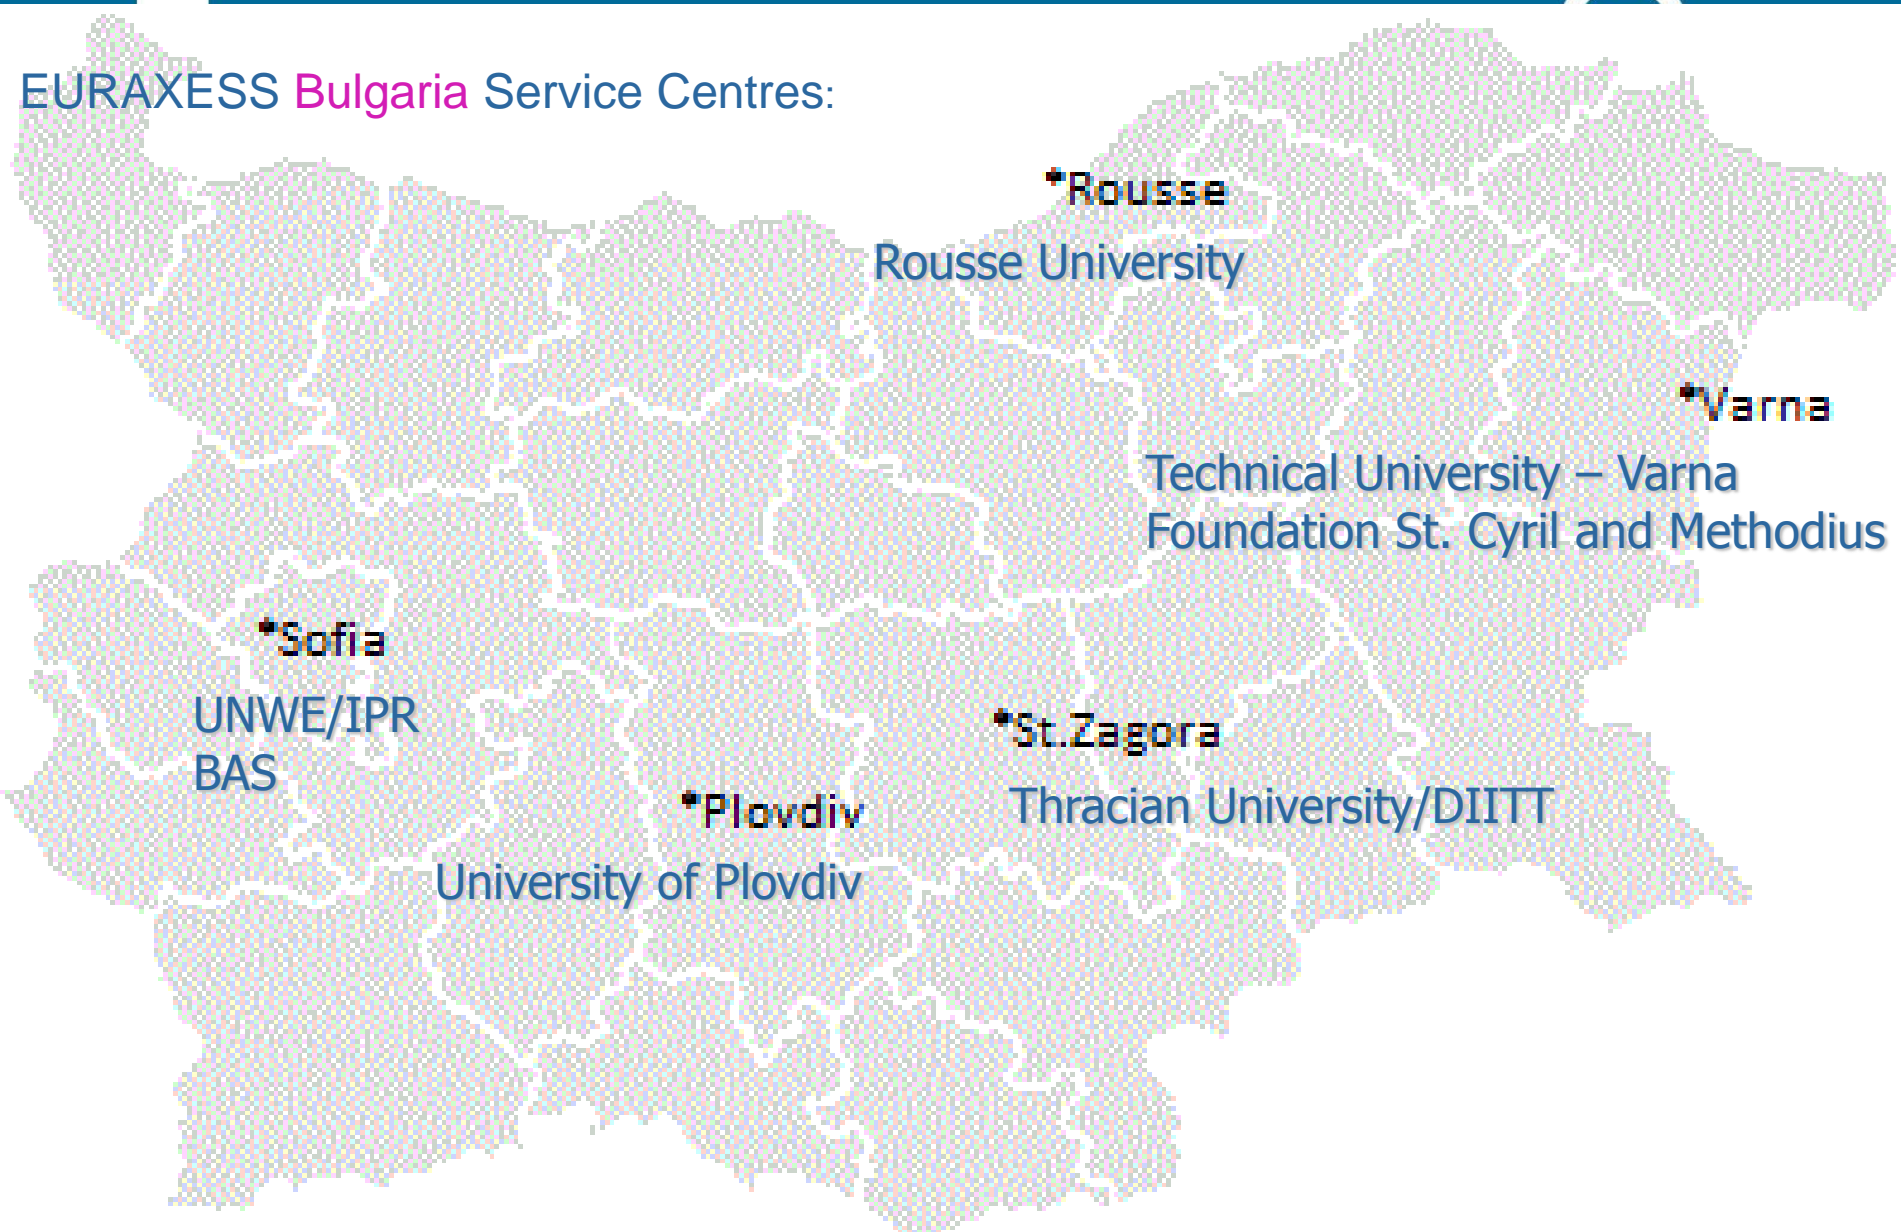 EURAXESS Bulgaria Service Centres:
Rousse
Rousse University
Varna
Technical University – Varna
Foundation St. Cyril and Methodius
Sofia
UNWE/IPR
BAS
St.Zagora
Thracian University/DIITT
Plovdiv
University of Plovdiv